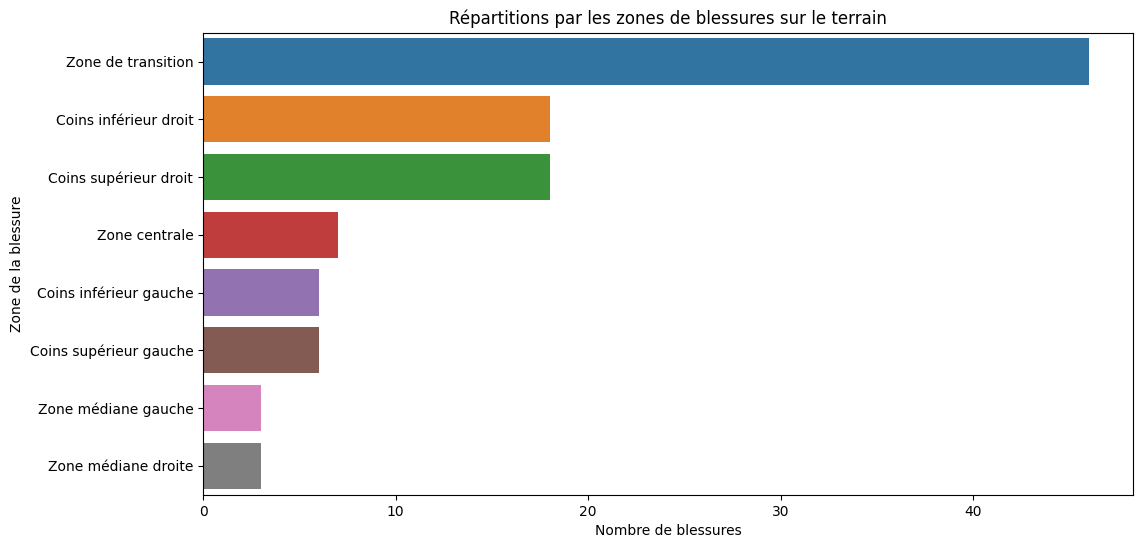 Répartitions par les zones de blessures sur le terrain
Zone de la blessure
Zone de transition
Coins inférieur droit
Coins supérieur droit
Zone centrale
Coins inférieur gauche
Coins supérieur gauche
Zone médiane gauche
Zone médiane droite
0 10 20 30 40
Nombre de blessures